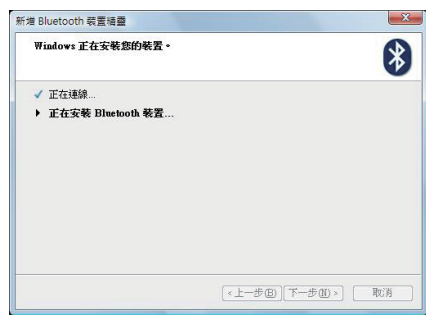 新增 Bluetooth 裝置精靈
Windows 正在安裝您的裝置。
正在連線...
正在安裝 Bluetooth 裝置...
<上一步(B) 下一步(N)> 取消